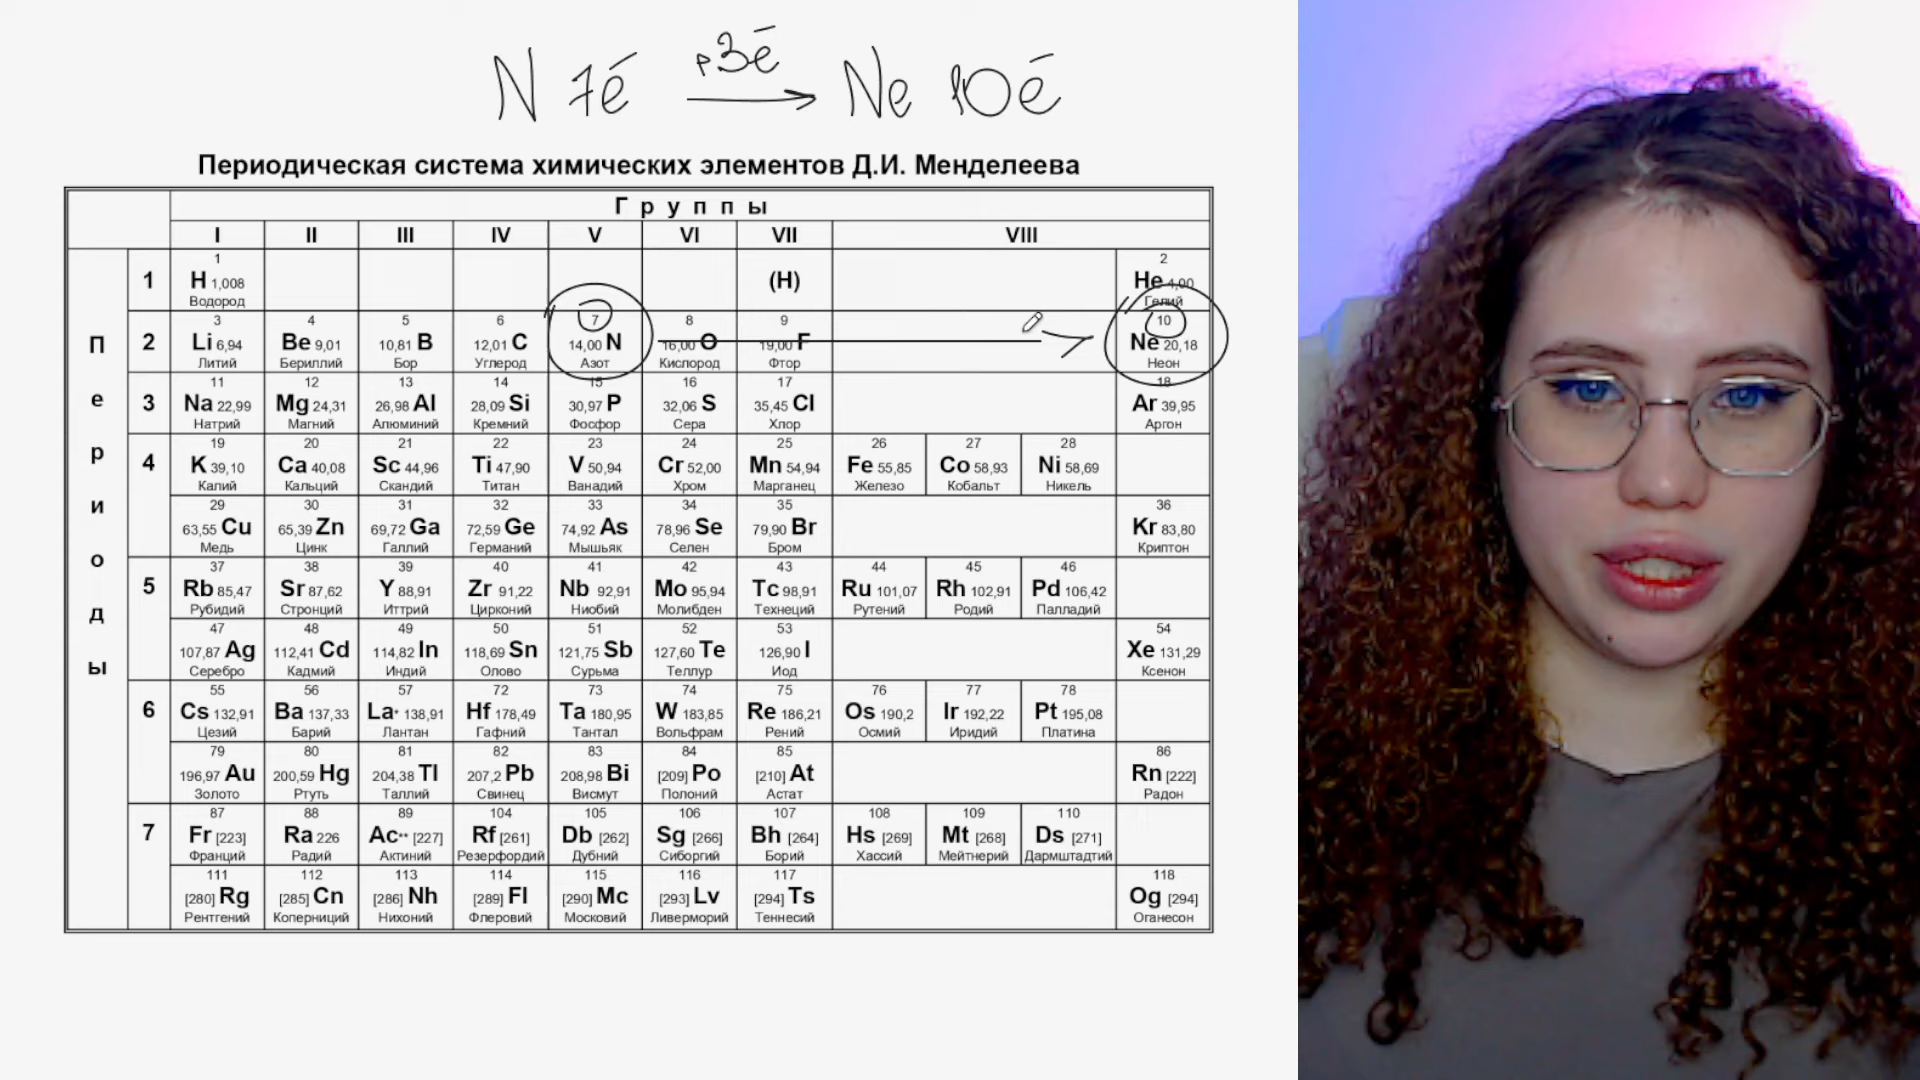 N 7ē +3ē → Ne 10ē
Периодическая система химических элементов Д.И. Менделеева
Группы
I II III IV V VI VII VIII
Периоды
1
1 2
H 1,008 (H) He 4,00
Водород Гелий
2
3 4 5 6 7 8 9 10
Li 6,94 Be 9,01 10,81 B 12,01 C 14,00 N 16,00 O 19,00 F Ne 20,18
Литий Бериллий Бор Углерод Азот Кислород Фтор Неон
3
11 12 13 14 15 16 17 18
Na 22,99 Mg 24,31 26,98 Al 28,09 Si 30,97 P 32,06 S 35,45 Cl Ar 39,95
Натрий Магний Алюминий Кремний Фосфор Сера Хлор Аргон
4
19 20 21 22 23 24 25 26 27 28
K 39,10 Ca 40,08 Sc 44,96 Ti 47,90 V 50,94 Cr 52,00 Mn 54,94 Fe 55,85 Co 58,93 Ni 58,69
Калий Кальций Скандий Титан Ванадий Хром Марганец Железо Кобальт Никель
29 30 31 32 33 34 35 36
63,55 Cu 65,39 Zn 69,72 Ga 72,59 Ge 74,92 As 78,96 Se 79,90 Br Kr 83,80
Медь Цинк Галлий Германий Мышьяк Селен Бром Криптон
5
37 38 39 40 41 42 43 44 45 46
Rb 85,47 Sr 87,62 Y 88,91 Zr 91,22 Nb 92,91 Mo 95,94 Tc 98,91 Ru 101,07 Rh 102,91 Pd 106,42
Рубидий Стронций Иттрий Цирконий Ниобий Молибден Технеций Рутений Родий Палладий
47 48 49 50 51 52 53 54
107,87 Ag 112,41 Cd 114,82 In 118,69 Sn 121,75 Sb 127,60 Te 126,90 I Xe 131,29
Серебро Кадмий Индий Олово Сурьма Теллур Иод Ксенон
6
55 56 57 72 73 74 75 76 77 78
Cs 132,91 Ba 137,33 La* 138,91 Hf 178,49 Ta 180,95 W 183,85 Re 186,21 Os 190,2 Ir 192,22 Pt 195,08
Цезий Барий Лантан Гафний Тантал Вольфрам Рений Осмий Иридий Платина
79 80 81 82 83 84 85 86
196,97 Au 200,59 Hg 204,38 Tl 207,2 Pb 208,98 Bi [209] Po [210] At Rn [222]
Золото Ртуть Таллий Свинец Висмут Полоний Астат Радон
7
87 88 89 104 105 106 107 108 109 110
Fr [223] Ra 226 Ac** [227] Rf [261] Db [262] Sg [266] Bh [264] Hs [269] Mt [268] Ds [271]
Франций Радий Актиний Резерфордий Дубний Сиборгий Борий Хассий Мейтнерий Дармштадтий
111 112 113 114 115 116 117 118
[280] Rg [285] Cn [286] Nh [289] Fl [290] Mc [293] Lv [294] Ts Og [294]
Рентгений Коперниций Нихоний Флеровий Московий Ливерморий Теннесий Оганесон